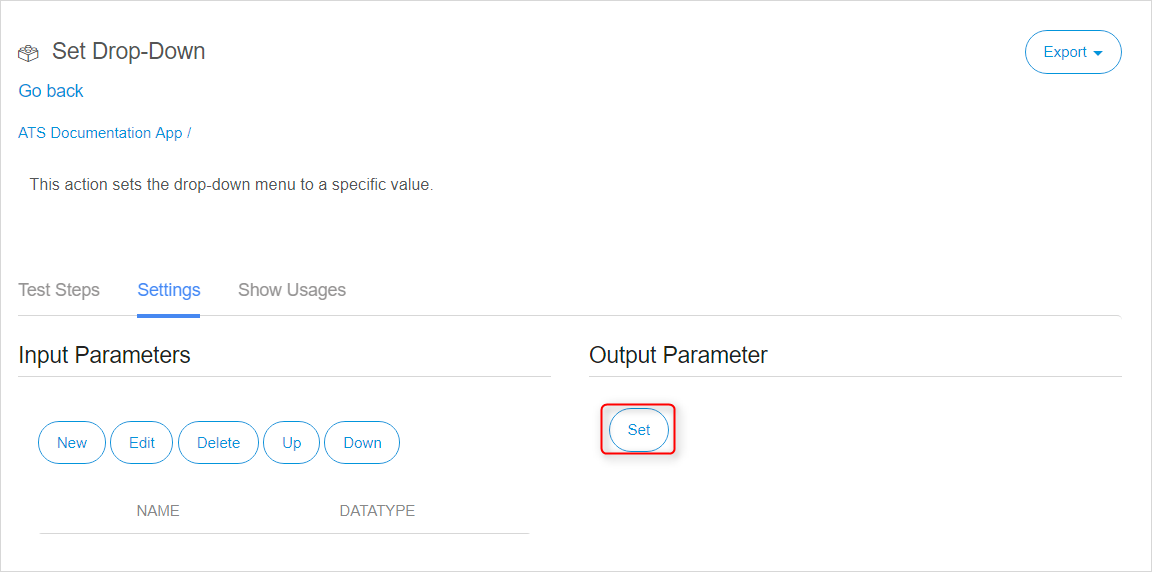 Set Drop-Down
Export
Go back
ATS Documentation App /
This action sets the drop-down menu to a specific value.
Test Steps Settings Show Usages
Input Parameters
Output Parameter
Set
New Edit Delete Up Down
NAME DATATYPE